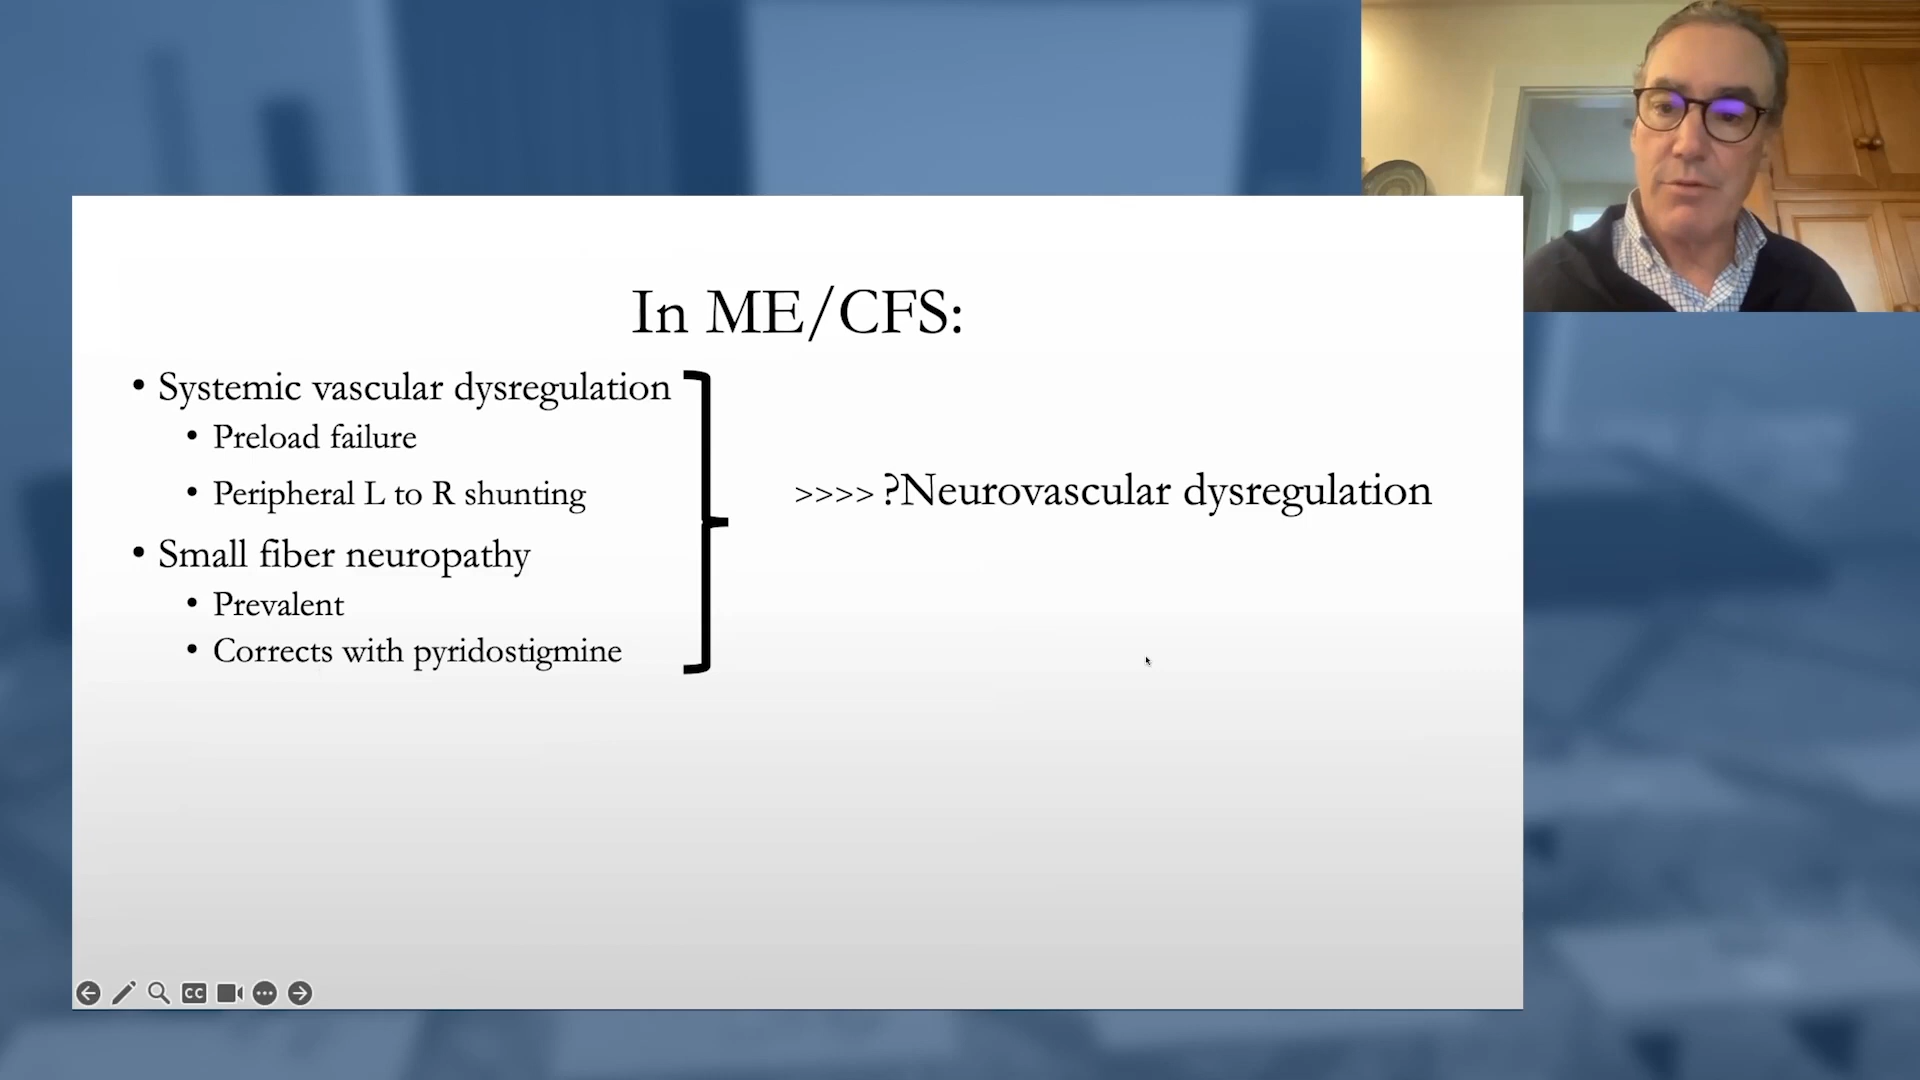 In ME/CFS:
• Systemic vascular dysregulation
• Preload failure
• Peripheral L to R shunting
>>>> ?Neurovascular dysregulation
• Small fiber neuropathy
• Prevalent
• Corrects with pyridostigmine
CC